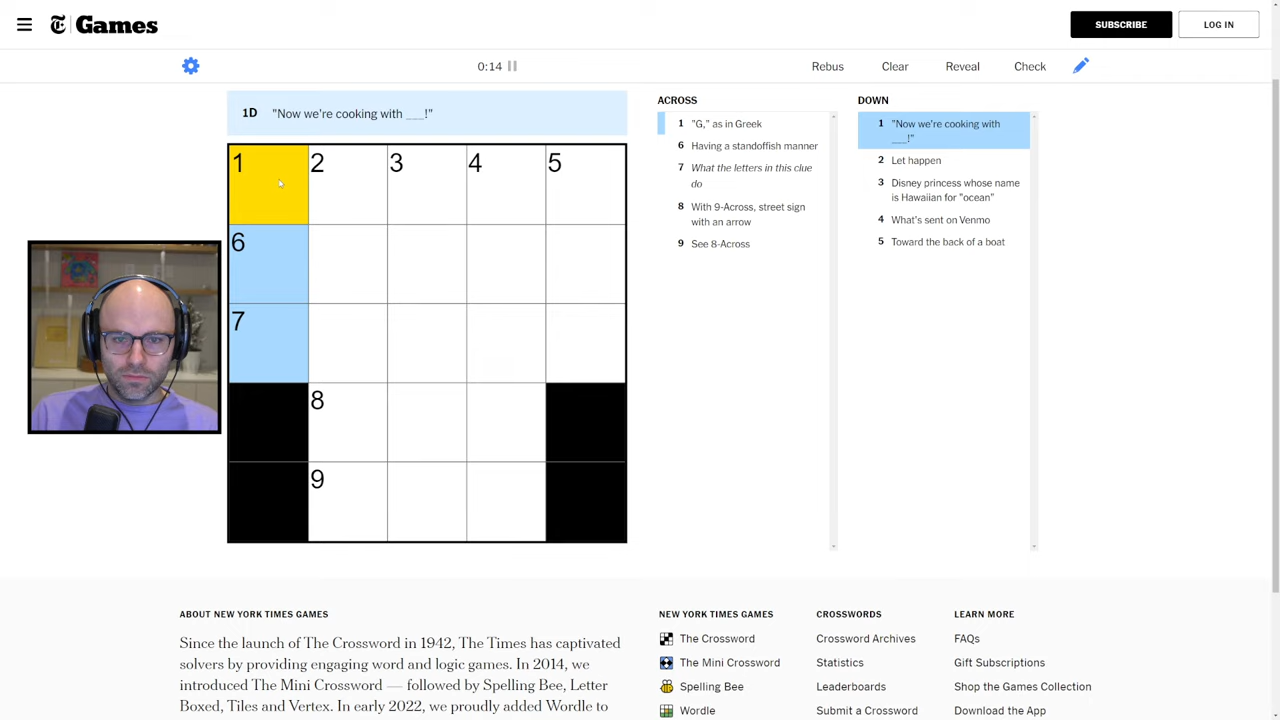 Games
SUBSCRIBE
LOG IN
0:14
Rebus
Clear
Reveal
Check
1D "Now we're cooking with ___!"
1 2 3 4 5
6
7
8
9
ACROSS
1 "G," as in Greek
6 Having a standoffish manner
7 What the letters in this clue
do
8 With 9-Across, street sign
with an arrow
9 See 8-Across
DOWN
1 "Now we're cooking with
___!"
2 Let happen
3 Disney princess whose name
is Hawaiian for "ocean"
4 What's sent on Venmo
5 Toward the back of a boat
ABOUT NEW YORK TIMES GAMES
Since the launch of The Crossword in 1942, The Times has captivated
solvers by providing engaging word and logic games. In 2014, we
introduced The Mini Crossword — followed by Spelling Bee, Letter
Boxed, Tiles and Vertex. In early 2022, we proudly added Wordle to
NEW YORK TIMES GAMES
The Crossword
The Mini Crossword
Spelling Bee
Wordle
CROSSWORDS
Crossword Archives
Statistics
Leaderboards
Submit a Crossword
LEARN MORE
FAQs
Gift Subscriptions
Shop the Games Collection
Download the App